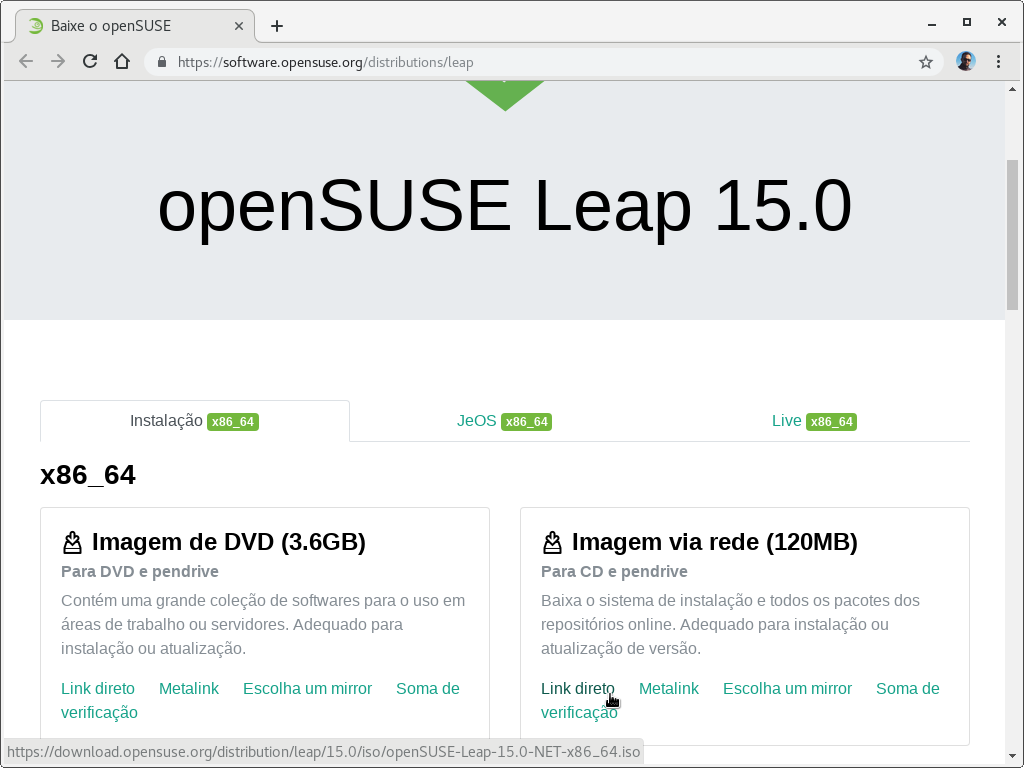 Baixe o openSUSE
https://software.opensuse.org/distributions/leap
openSUSE Leap 15.0
Instalação x86_64
JeOS x86_64
Live x86_64
x86_64
Imagem de DVD (3.6GB)
Para DVD e pendrive
Contém uma grande coleção de softwares para o uso em
áreas de trabalho ou servidores. Adequado para
instalação ou atualização.
Link direto Metalink Escolha um mirror Soma de
verificação
Imagem via rede (120MB)
Para CD e pendrive
Baixa o sistema de instalação e todos os pacotes dos
repositórios online. Adequado para instalação ou
atualização de versão.
Link direto Metalink Escolha um mirror Soma de
verificação
https://download.opensuse.org/distribution/leap/15.0/iso/openSUSE-Leap-15.0-NET-x86_64.iso